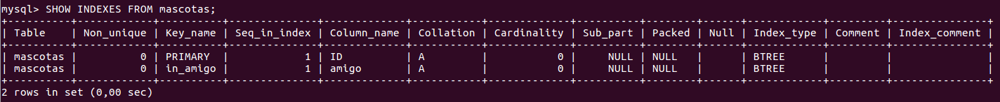 mysql> SHOW INDEXES FROM mascotas;
+----------+------------+----------+--------------+-------------+-----------+-------------+----------+--------+------+------------+---------+---------------+
| Table    | Non_unique | Key_name | Seq_in_index | Column_name | Collation | Cardinality | Sub_part | Packed | Null | Index_type | Comment | Index_comment |
+----------+------------+----------+--------------+-------------+-----------+-------------+----------+--------+------+------------+---------+---------------+
| mascotas |          0 | PRIMARY  |            1 | ID          | A         |           0 |     NULL | NULL   |      | BTREE      |         |               |
| mascotas |          0 | in_amigo |            1 | amigo       | A         |           0 |     NULL | NULL   |      | BTREE      |         |               |
+----------+------------+----------+--------------+-------------+-----------+-------------+----------+--------+------+------------+---------+---------------+
2 rows in set (0,00 sec)